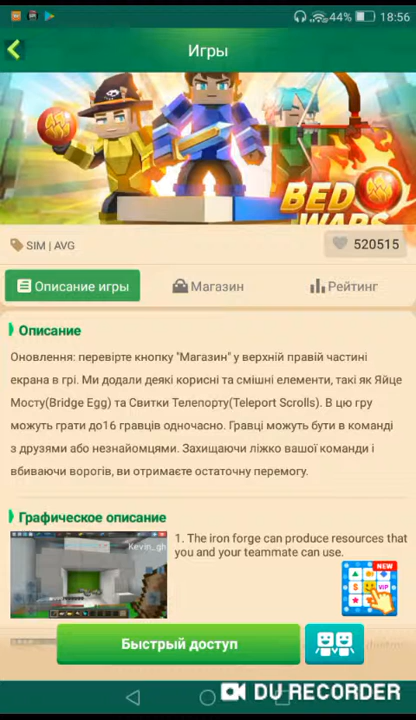 44% 18:56
Игры
BED
WARS
SIM | AVG
520515
Описание игры
Магазин
Рейтинг
Описание
Оновлення: перевірте кнопку "Магазин" у верхній правій частині
екрана в грі. Ми додали деякі корисні та смішні елементи, такі як Яйце
Мосту(Bridge Egg) та Свитки Телепорту(Teleport Scrolls). В цю гру
можуть грати до16 гравців одночасно. Гравці можуть бути в команді
з друзями або незнайомцями. Захищаючи ліжко вашої команди і
вбиваючи ворогів, ви отримаєте остаточну перемогу.
Графическое описание
Kevin_gh
1. The iron forge can produce resources that
you and your teammate can use.
NEW
VIP
Быстрый доступ
DU RECORDER